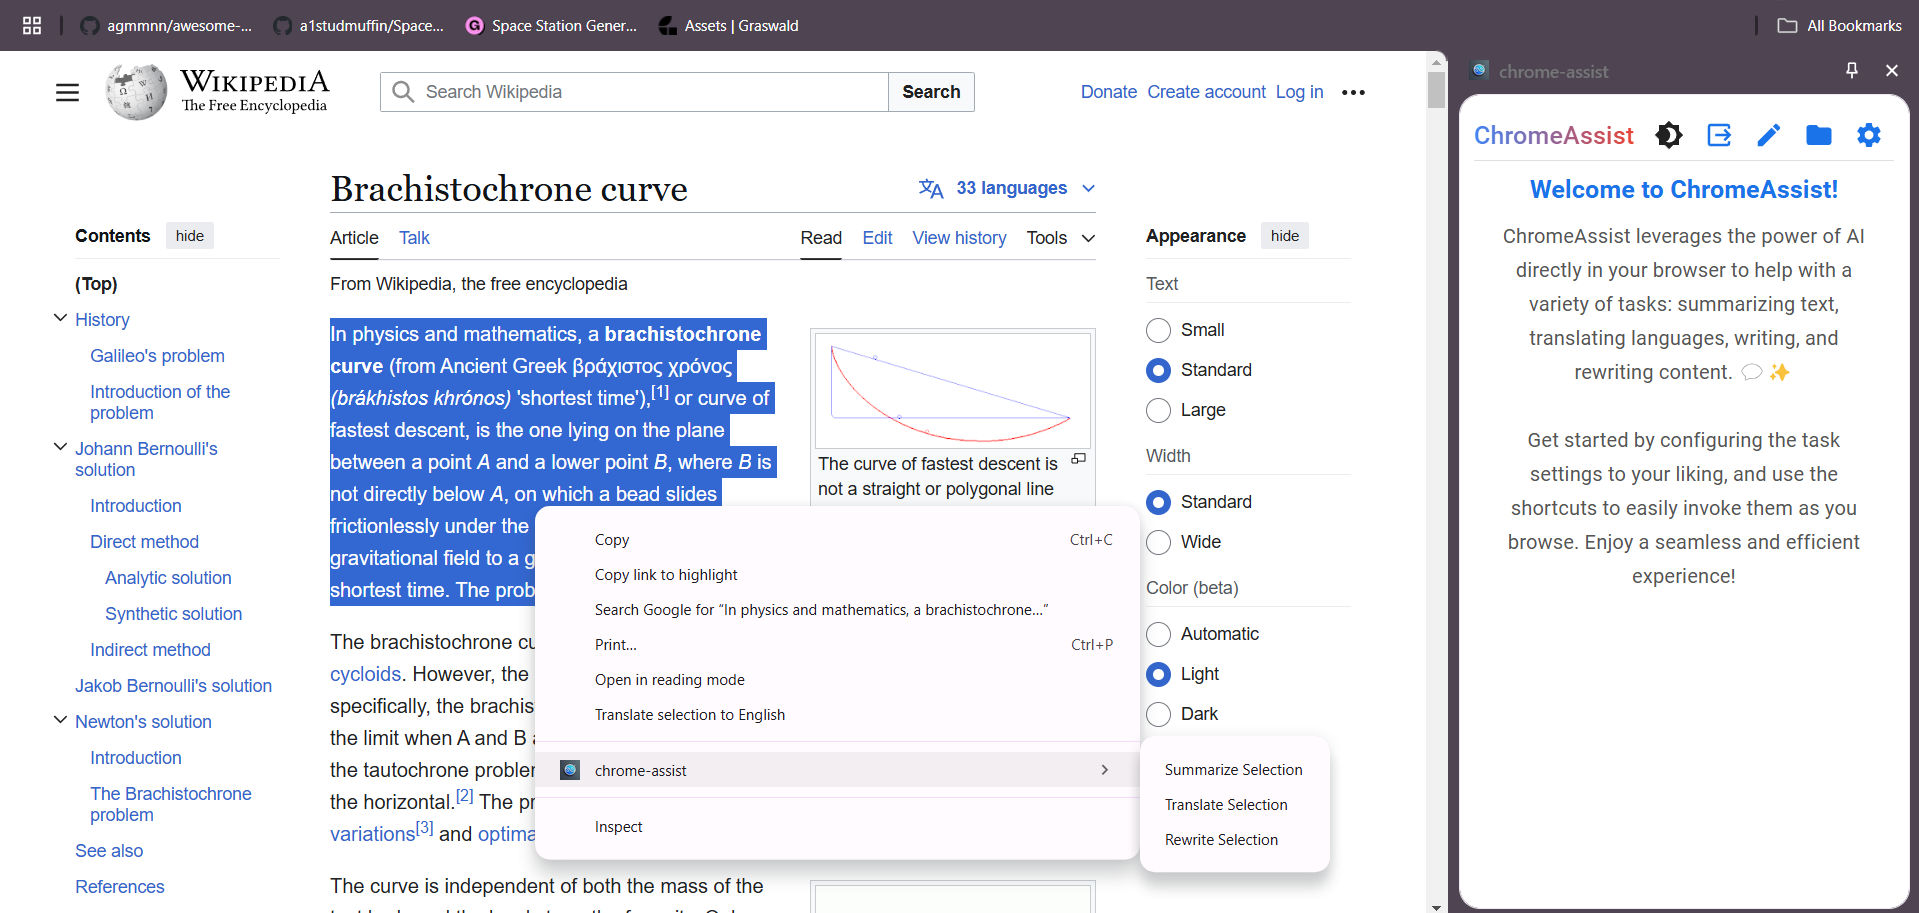 agmmnn/awesome-...
a1studmuffin/Space...
Space Station Gener...
Assets | Graswald
All Bookmarks
WIKIPEDIA
The Free Encyclopedia
Search Wikipedia
Search
Donate
Create account
Log in
Contents
hide
(Top)
History
Galileo's problem
Introduction of the
problem
Johann Bernoulli's
solution
Introduction
Direct method
Analytic solution
Synthetic solution
Indirect method
Jakob Bernoulli's solution
Newton's solution
Introduction
The Brachistochrone
problem
See also
References
Brachistochrone curve
33 languages
Article
Talk
Read
Edit
View history
Tools
From Wikipedia, the free encyclopedia
In physics and mathematics, a brachistochrone
curve (from Ancient Greek βράχιστος χρόνος
(brákhistos khrónos) 'shortest time'),[1] or curve of
fastest descent, is the one lying on the plane
between a point A and a lower point B, where B is
not directly below A, on which a bead slides
frictionlessly under the
gravitational field to a g
shortest time. The prob
The brachistochrone cu
cycloids. However, the
specifically, the brachis
the limit when A and B
the tautochrone probler
the horizontal.[2] The pr
variations[3] and optima
The curve is independent of both the mass of the
The curve of fastest descent is
not a straight or polygonal line
Copy Ctrl+C
Copy link to highlight
Search Google for “In physics and mathematics, a brachistochrone...”
Print... Ctrl+P
Open in reading mode
Translate selection to English
chrome-assist
Inspect
Summarize Selection
Translate Selection
Rewrite Selection
Appearance
hide
Text
Small
Standard
Large
Width
Standard
Wide
Color (beta)
Automatic
Light
Dark
chrome-assist
ChromeAssist
Welcome to ChromeAssist!
ChromeAssist leverages the power of AI
directly in your browser to help with a
variety of tasks: summarizing text,
translating languages, writing, and
rewriting content. 💬 ✨
Get started by configuring the task
settings to your liking, and use the
shortcuts to easily invoke them as you
browse. Enjoy a seamless and efficient
experience!